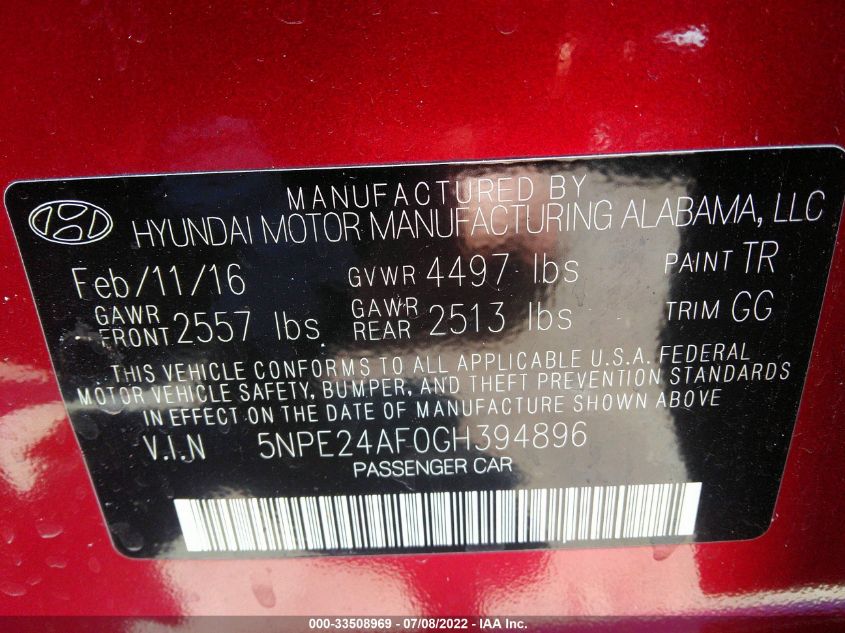 MANUFACTURED BY
HYUNDAI MOTOR MANUFACTURING ALABAMA, LLC
Feb/11/16 GVWR 4497 lbs PAINT TR
GAWR FRONT 2557 lbs GAWR REAR 2513 lbs TRIM GG
THIS VEHICLE CONFORMS TO ALL APPLICABLE U.S.A. FEDERAL
MOTOR VEHICLE SAFETY, BUMPER, AND THEFT PREVENTION STANDARDS
IN EFFECT ON THE DATE OF MANUFACTURE SHOWN ABOVE
V.I.N 5NPE24AF0GH394896
PASSENGER CAR
000-33508969 - 07/08/2022 - IAA Inc.